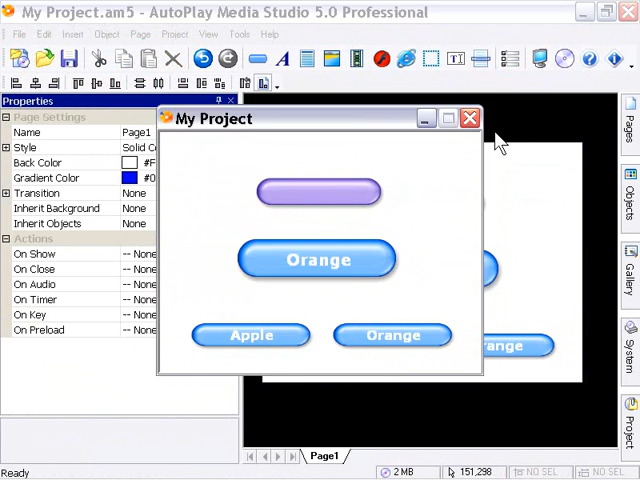 My Project.am5 - AutoPlay Media Studio 5.0 Professional
File Edit Insert Object Page Project View Tools Help
Properties
Page Settings
Name Page1
Style Solid Co
Back Color #F
Gradient Color #0
Transition None
Inherit Background None
Inherit Objects None
Actions
On Show -- None
On Close -- None
On Audio -- None
On Timer -- None
On Key -- None
On Preload -- None
My Project
Orange
Apple
Orange
range
Pages
Objects
Gallery
System
Project
Page1
Ready
2 MB
151,298
NO SEL
NO SEL